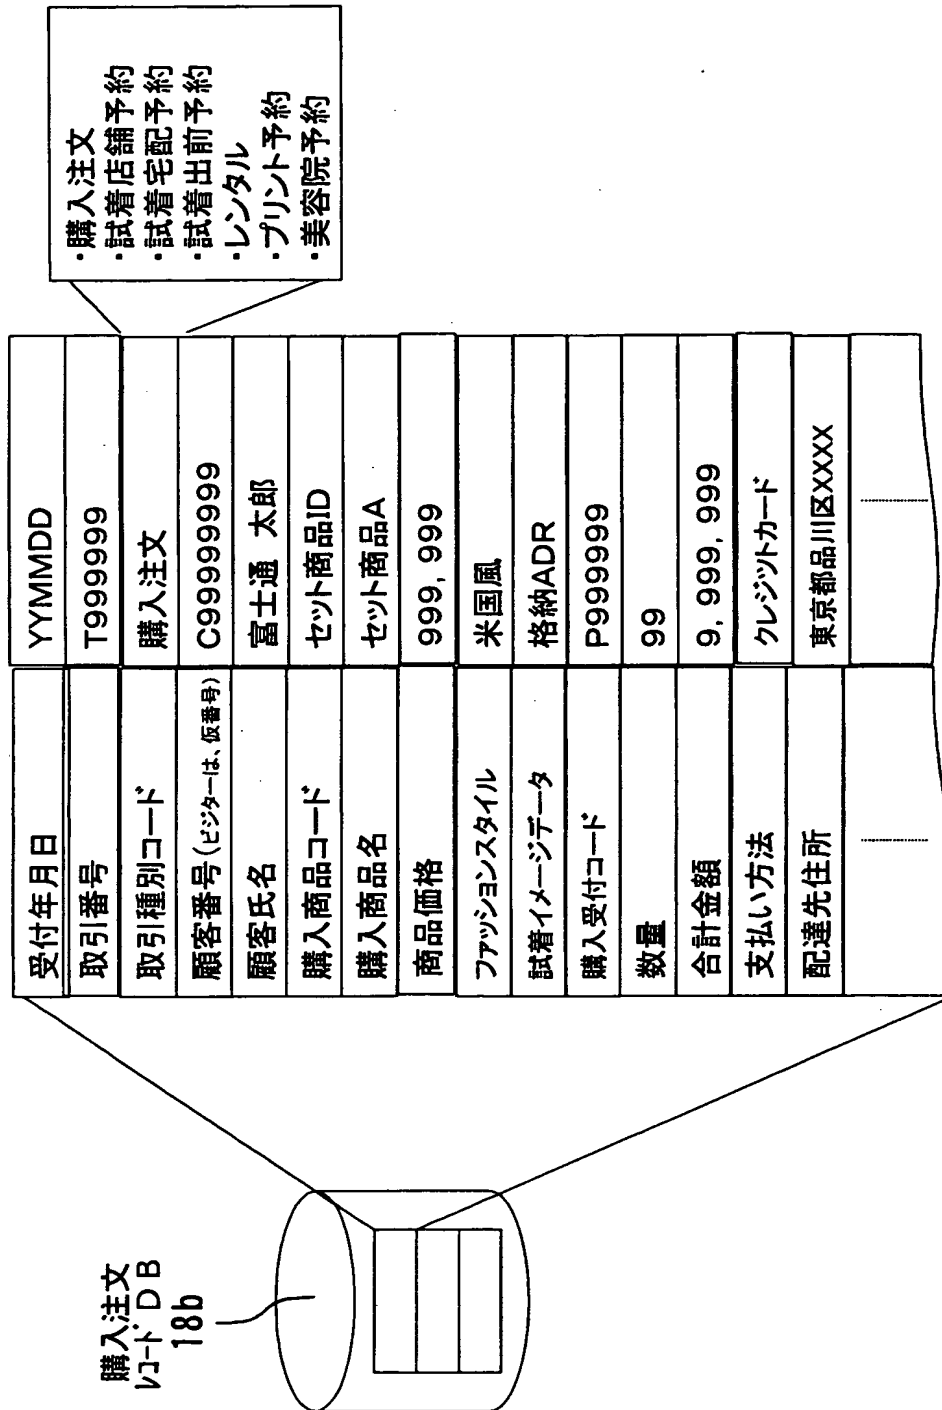 購入注文
レコードDB
18b
受付年月日 YYMMDD
取引番号 T999999
取引種別コード 購入注文
顧客番号(ビジターは、仮番号) C99999999
顧客氏名 富士通 太郎
購入商品コード セット商品ID
購入商品名 セット商品A
商品価格 999, 999
ファッションスタイル 米国風
試着イメージデータ 格納ADR
購入受付コード P999999
数量 99
合計金額 9, 999, 999
支払い方法 クレジットカード
配達先住所 東京都品川区XXXX
・購入注文
・試着店舗予約
・試着宅配予約
・試着出前予約
・レンタル
・プリント予約
・美容院予約